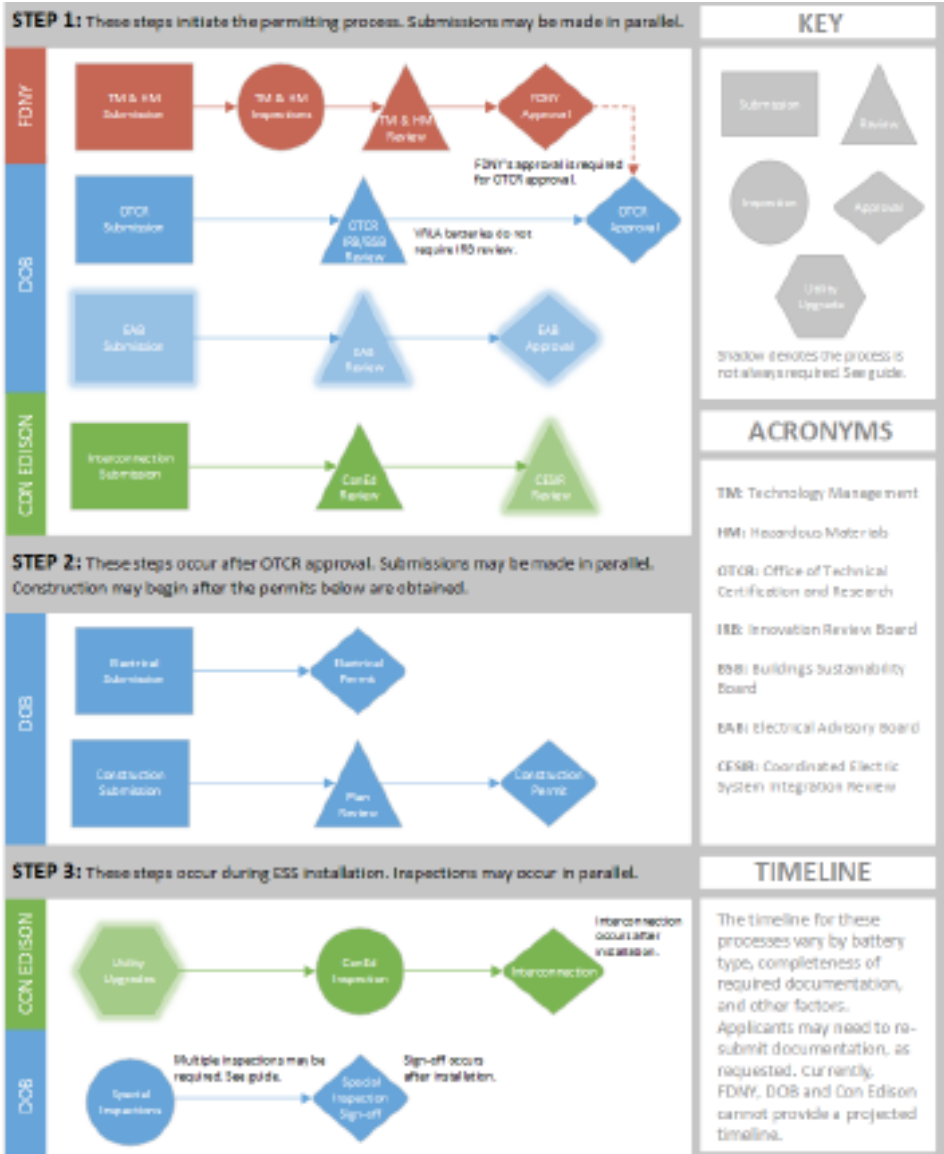 STEP 1: These steps initiate the permitting process. Submissions may be made in parallel.
FDNY
TM & HM
Submission
TM & HM
Inspections
TM & HM
Review
FDNY
Approval
FDNY's approval is required
for OTCR approval.
DOB
OTCR
Submission
OTCR
IRB/BSB
Review
VRLA batteries do not
require IRB review.
OTCR
Approval
EAB
Submission
EAB
Review
EAB
Approval
CON EDISON
Interconnection
Submission
ConEd
Review
CESIR
Review
STEP 2: These steps occur after OTCR approval. Submissions may be made in parallel.
Construction may begin after the permits below are obtained.
DOB
Electrical
Submission
Electrical
Permit
Construction
Submission
Plan
Review
Construction
Permit
STEP 3: These steps occur during ESS installation. Inspections may occur in parallel.
CON EDISON
Utility
Upgrades
ConEd
Inspection
Interconnection
Interconnection
occurs after
installation.
DOB
Special
Inspections
Multiple inspections may be
required. See guide.
Special
Inspection
Sign-off
Sign-off occurs
after installation.
KEY
Submission
Review
Inspection
Approval
Utility
Upgrade
Shadow denotes the process is
not always required. See guide.
ACRONYMS
TM: Technology Management
HM: Hazardous Materials
OTCR: Office of Technical
Certification and Research
IRB: Innovation Review Board
BSB: Buildings Sustainability
Board
EAB: Electrical Advisory Board
CESIR: Coordinated Electric
System Integration Review
TIMELINE
The timeline for these
processes vary by battery
type, completeness of
required documentation,
and other factors.
Applicants may need to re-
submit documentation, as
requested. Currently,
FDNY, DOB and Con Edison
cannot provide a projected
timeline.